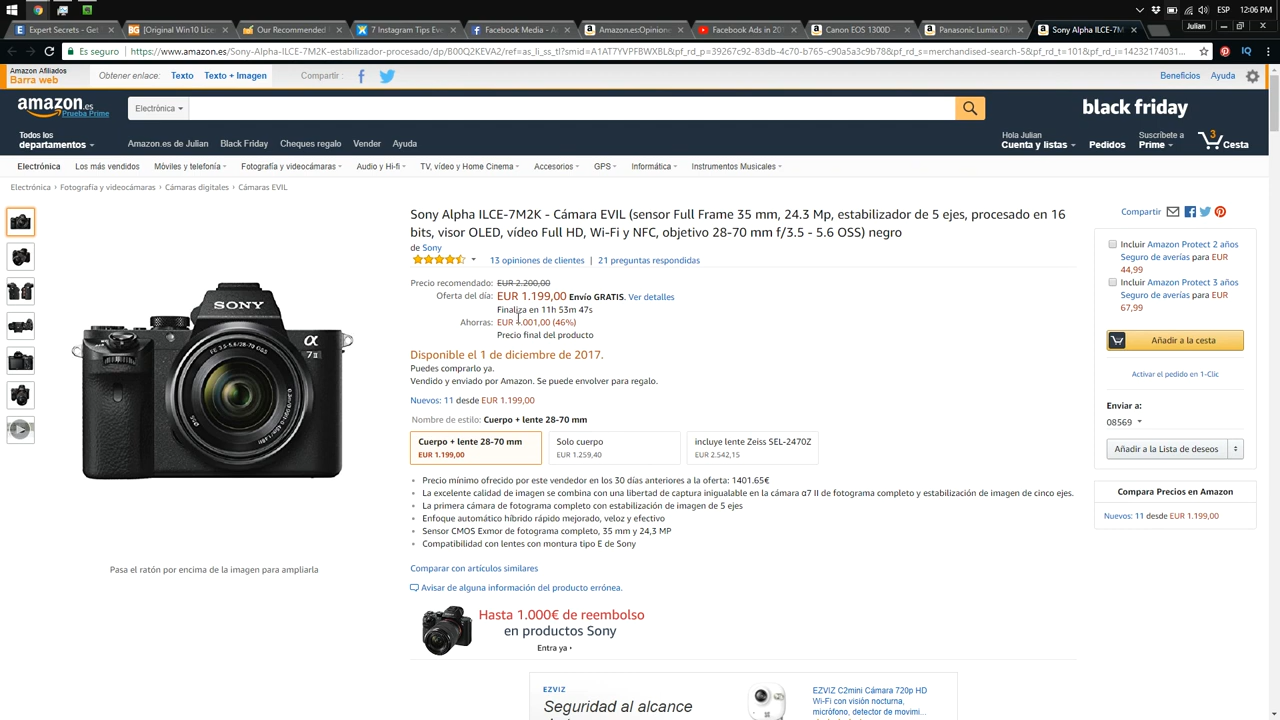 ESP 12:06 PM
Expert Secrets - Get
[Original Win10 Licen
Our Recommended
7 Instagram Tips Eve
Facebook Media - A
Amazon.es:Opinione
Facebook Ads in 201
Canon EOS 1300D
Panasonic Lumix DM
Sony Alpha ILCE-7M
Julian
Es seguro
https://www.amazon.es/Sony-Alpha-ILCE-7M2K-estabilizador-procesado/dp/B00Q2KEVA2/ref=as_li_ss_tl?smid=A1AT7YVPFBWXBL&pf_rd_p=39267c92-83db-4c70-b765-c90a5a3c9b78&pf_rd_s=merchandised-search-5&pf_rd_t=101&pf_rd_i=14232174031...
Amazon Afiliados
Barra web
Obtener enlace: Texto Texto + Imagen Compartir :
Beneficios Ayuda
amazon.es
Prueba Prime
Electrónica
black friday
Todos los
departamentos
Amazon.es de Julian Black Friday Cheques regalo Vender Ayuda
Hola Julian
Cuenta y listas
Pedidos
Suscríbete a
Prime
3
Cesta
Electrónica Los más vendidos Móviles y telefonía Fotografía y videocámaras Audio y Hi-fi TV, vídeo y Home Cinema Accesorios GPS Informática Instrumentos Musicales
Electrónica › Fotografía y videocámaras › Cámaras digitales › Cámaras EVIL
Sony Alpha ILCE-7M2K - Cámara EVIL (sensor Full Frame 35 mm, 24.3 Mp, estabilizador de 5 ejes, procesado en 16
bits, visor OLED, vídeo Full HD, Wi-Fi y NFC, objetivo 28-70 mm f/3.5 - 5.6 OSS) negro
de Sony
13 opiniones de clientes | 21 preguntas respondidas
Precio recomendado: EUR 2.200,00
Oferta del día: EUR 1.199,00 Envío GRATIS. Ver detalles
Finaliza en 11h 53m 47s
Ahorras: EUR 1.001,00 (46%)
Precio final del producto
Disponible el 1 de diciembre de 2017.
Puedes comprarlo ya.
Vendido y enviado por Amazon. Se puede envolver para regalo.
Nuevos: 11 desde EUR 1.199,00
Nombre de estilo: Cuerpo + lente 28-70 mm
Cuerpo + lente 28-70 mm
EUR 1.199,00
Solo cuerpo
EUR 1.259,40
incluye lente Zeiss SEL-2470Z
EUR 2.542,15
Precio mínimo ofrecido por este vendedor en los 30 días anteriores a la oferta: 1401.65€
La excelente calidad de imagen se combina con una libertad de captura inigualable en la cámara α7 II de fotograma completo y estabilización de imagen de cinco ejes.
La primera cámara de fotograma completo con estabilización de imagen de 5 ejes
Enfoque automático híbrido rápido mejorado, veloz y efectivo
Sensor CMOS Exmor de fotograma completo, 35 mm y 24,3 MP
Compatibilidad con lentes con montura tipo E de Sony
Comparar con artículos similares
Avisar de alguna información del producto errónea.
Hasta 1.000€ de reembolso
en productos Sony
Entra ya ›
EZVIZ
Seguridad al alcance
EZVIZ C2mini Cámara 720p HD
Wi-Fi con visión nocturna,
micrófono, detector de movimi...
SONY
α
7 II
FE 3.5-5.6/28-70 OSS
Pasa el ratón por encima de la imagen para ampliarla
Compartir
Incluir Amazon Protect 2 años
Seguro de averías para EUR
44,99
Incluir Amazon Protect 3 años
Seguro de averías para EUR
67,99
Añadir a la cesta
Activar el pedido en 1-Clic
Enviar a:
08569
Añadir a la Lista de deseos
Compara Precios en Amazon
Nuevos: 11 desde EUR 1.199,00